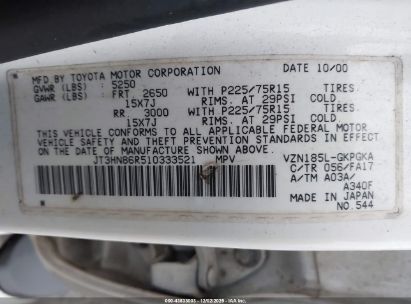 MFD.BY TOYOTA MOTOR CORPORATION DATE 10/00
GVWR (LBS) : 5250
GAWR (LBS) : FRT 2650 WITH P225/75R15 TIRES
15X7J RIMS, AT 29PSI COLD
RR 3000 WITH P225/75R15 TIRES
15X7J RIMS, AT 29PSI COLD
THIS VEHICLE CONFORMS TO ALL APPLICABLE
FEDERAL MOTOR VEHICLE SAFETY AND THEFT PREVENTION
STANDARDS IN EFFECT ON THE DATE OF
MANUFACTURE SHOWN ABOVE.
JT3HN86R510333521 MPV VZN185L-GKPGKA
C/TR 056/FA17
A/TM A03A/
A340F
MADE IN JAPAN
NO.544